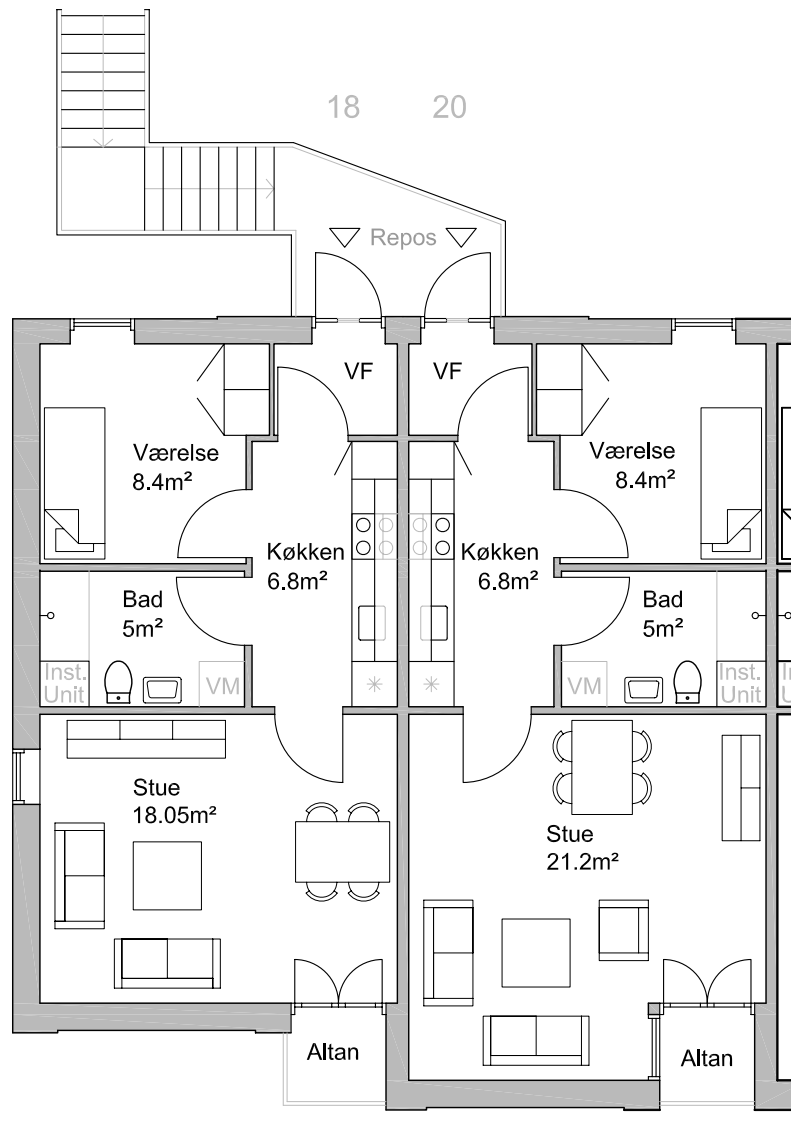 18 20
Repos
VF VF
Værelse
8.4m²
Værelse
8.4m²
Køkken
6.8m²
Køkken
6.8m²
Bad
5m²
Bad
5m²
Inst.
Unit
VM
VM
Inst.
Unit
Stue
18.05m²
Stue
21.2m²
Altan
Altan